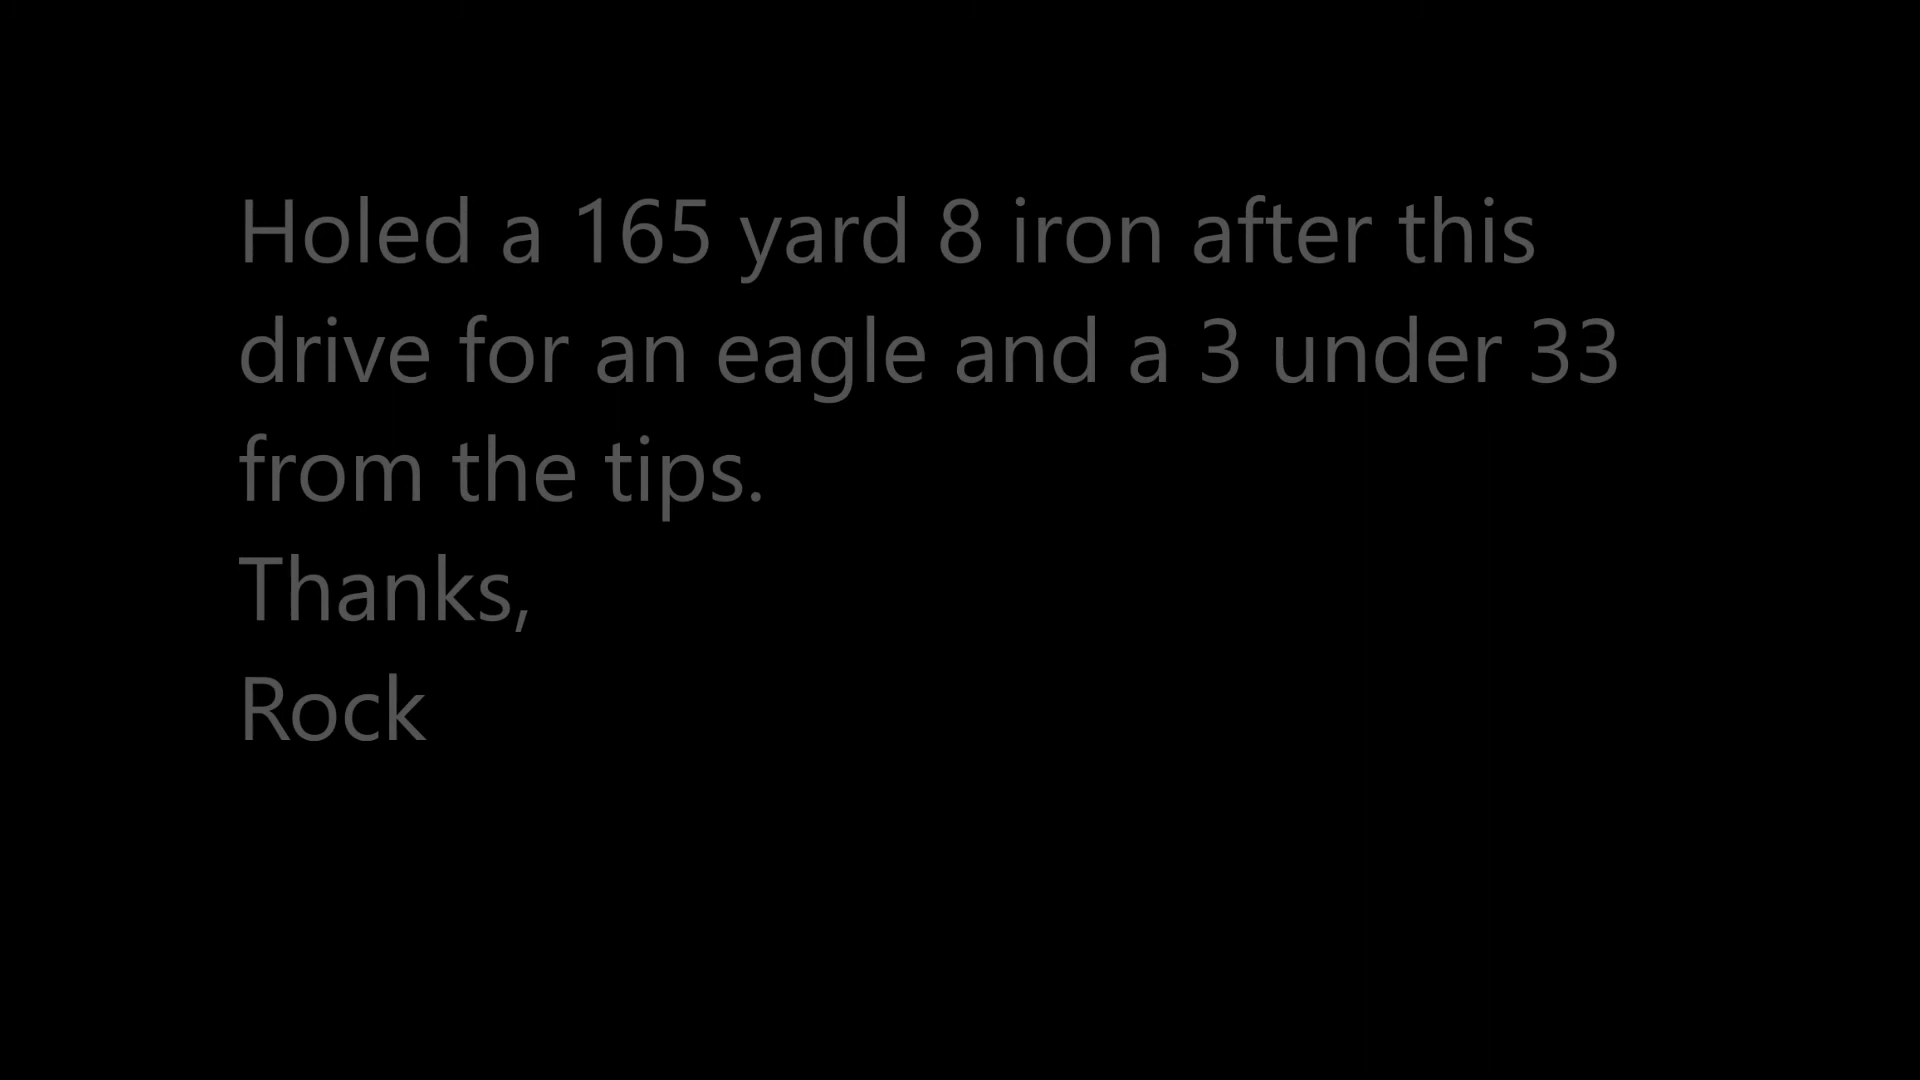 Holed a 165 yard 8 iron after this
drive for an eagle and a 3 under 33
from the tips.
Thanks,
Rock